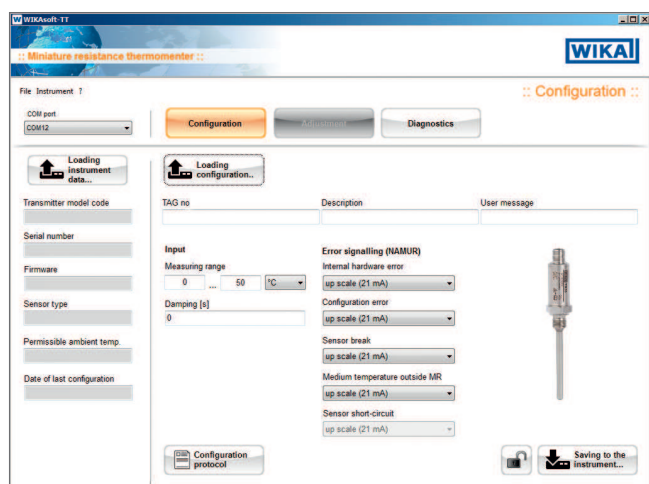 WIKAsoft-TT
:: Miniature resistance thermomenter ::
WIKA
File Instrument ?
:: Configuration ::
COM port
COM12
Configuration
Adjustment
Diagnostics
Loading
instrument
data...
Loading
configuration..
Transmitter model code
TAG no
Description
User message
Serial number
Input
Error signalling (NAMUR)
Measuring range
Internal hardware error
0 ... 50 °C
up scale (21 mA)
Firmware
Damping [s]
Configuration error
0
up scale (21 mA)
Sensor type
Sensor break
up scale (21 mA)
Permissible ambient temp.
Medium temperature outside MR
up scale (21 mA)
Date of last configuration
Sensor short-circuit
up scale (21 mA)
Configuration
protocol
Saving to the
instrument...